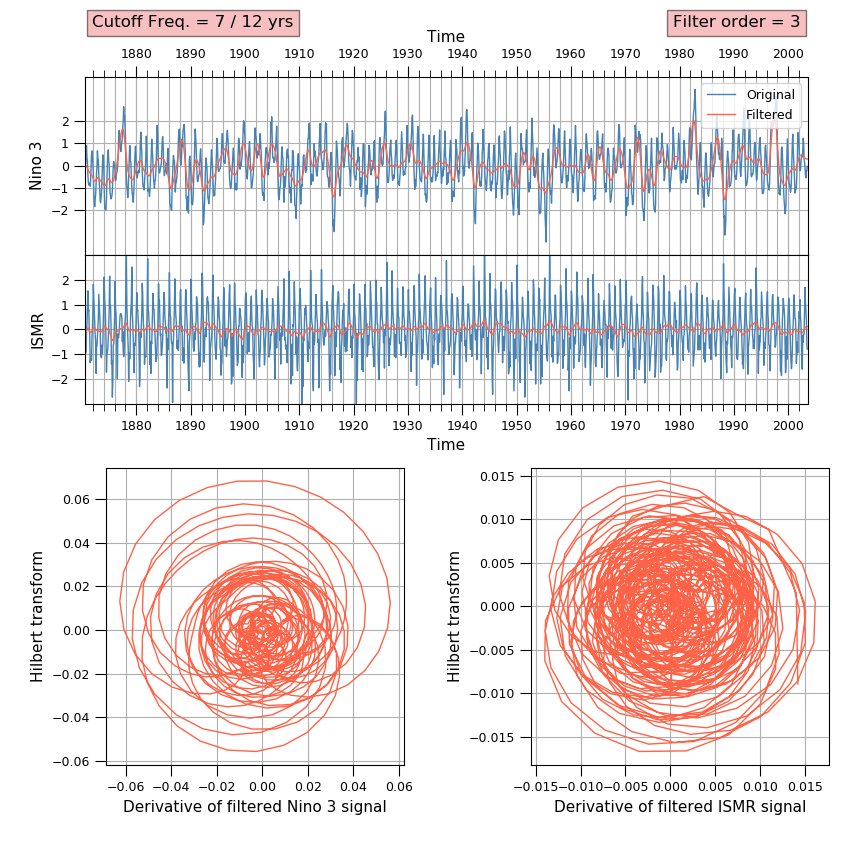 Cutoff Freq. = 7 / 12 yrs
Filter order = 3
Time
1880 1890 1900 1910 1920 1930 1940 1950 1960 1970 1980 1990 2000
Original
Filtered
Nino 3
2
1
0
−1
−2
ISMR
2
1
0
−1
−2
1880 1890 1900 1910 1920 1930 1940 1950 1960 1970 1980 1990 2000
Time
Hilbert transform
0.06
0.04
0.02
0.00
−0.02
−0.04
−0.06
−0.06 −0.04 −0.02 0.00 0.02 0.04 0.06
Derivative of filtered Nino 3 signal
Hilbert transform
0.015
0.010
0.005
0.000
−0.005
−0.010
−0.015
−0.015 −0.010 −0.005 0.000 0.005 0.010 0.015
Derivative of filtered ISMR signal